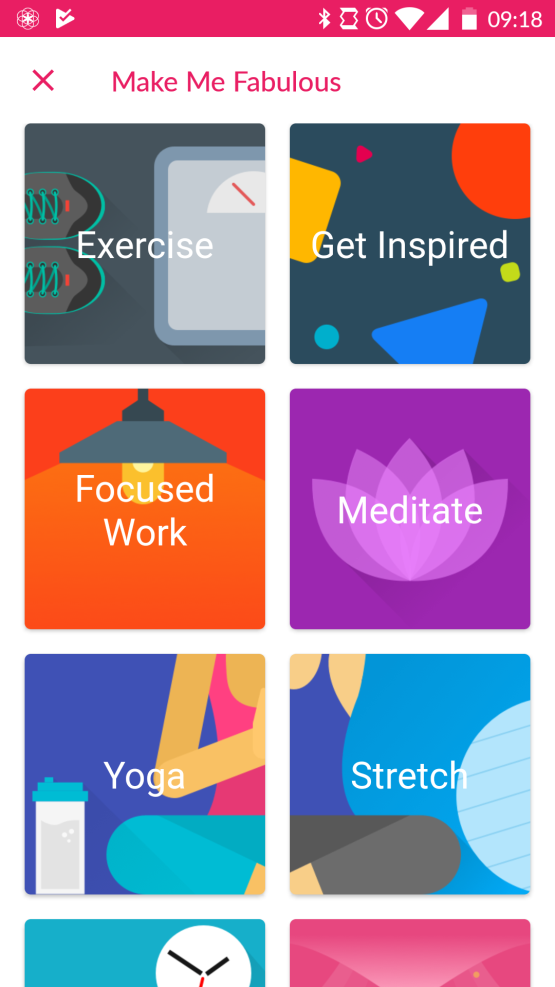 09:18
Make Me Fabulous
Exercise
Get Inspired
Focused
Work
Meditate
Yoga
Stretch